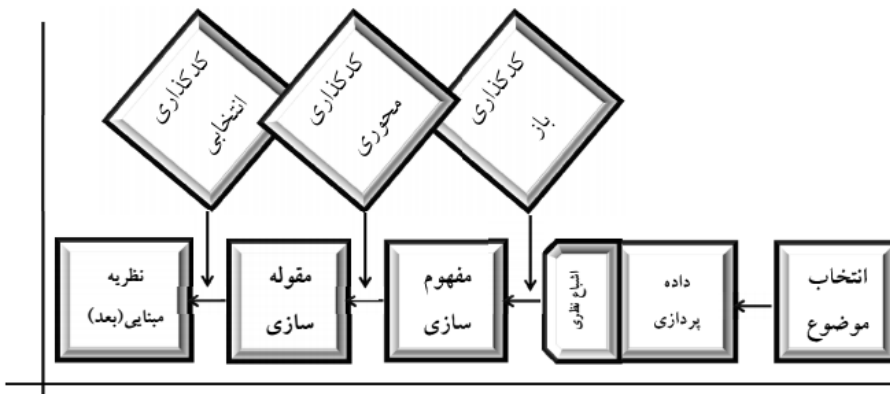 کدگذاری
باز
کدگذاری
محوری
کدگذاری
انتخابی
انتخاب
موضوع
داده
پردازی
اشباع نظری
مفهوم
سازی
مقوله
سازی
نظریه
مبنایی(بعد)